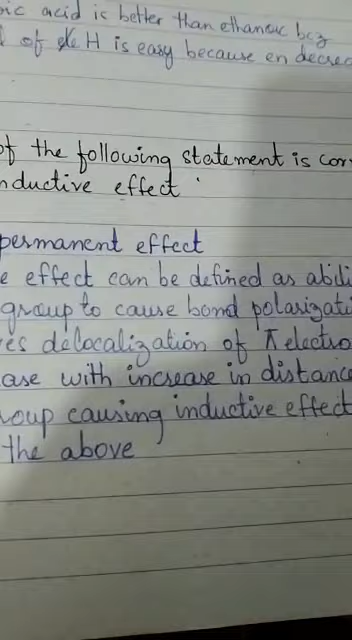 ic acid is better than ethanoic bcz
of H is easy because en decrea
of the following statement is cor
nductive effect
permanent effect
e effect can be defined as abili
group to cause bond polarizati
es delocalization of π electro
ase with increase in distance
oup causing inductive effect
the above